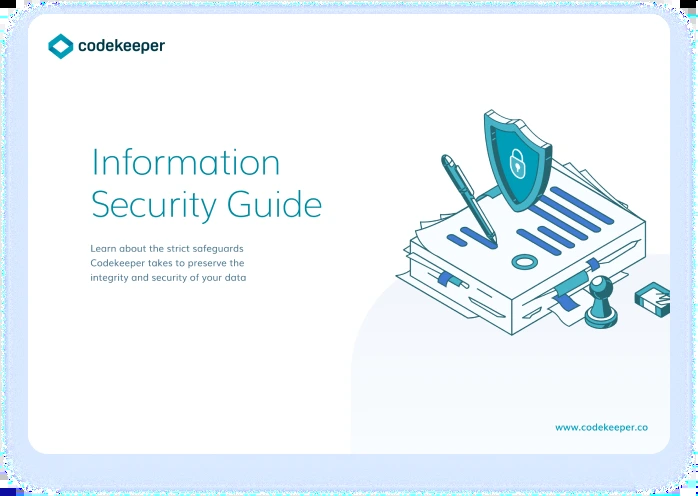 codekeeper
Information
Security Guide
Learn about the strict safeguards
Codekeeper takes to preserve the
integrity and security of your data
www.codekeeper.co